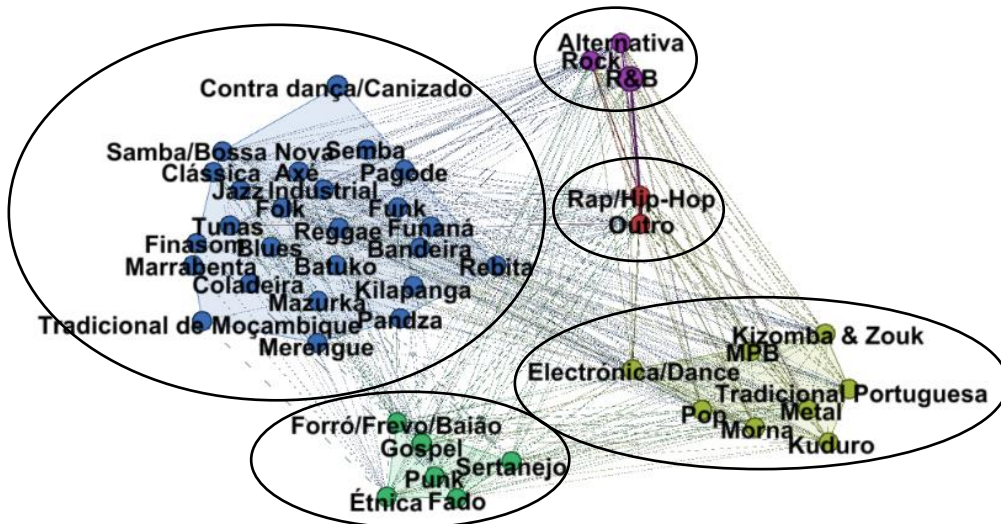 Alternativa
Rock
R&B
Contra dança/Canizado
Samba/Bossa Nova
Semba
Clássica
Axé
Pagode
Jazz
Industrial
Folk
Funk
Tunas
Reggae
Funaná
Finasom
Blues
Bandeira
Marrabenta
Batuko
Rebita
Coladeira
Mazurka
Kilapanga
Tradicional de Moçambique
Pandza
Merengue
Rap/Hip-Hop
Outro
Kizomba & Zouk
MPB
Electrónica/Dance
Tradicional Portuguesa
Pop
Metal
Morna
Kuduro
Forró/Frevo/Baião
Gospel
Sertanejo
Punk
Étnica
Fado